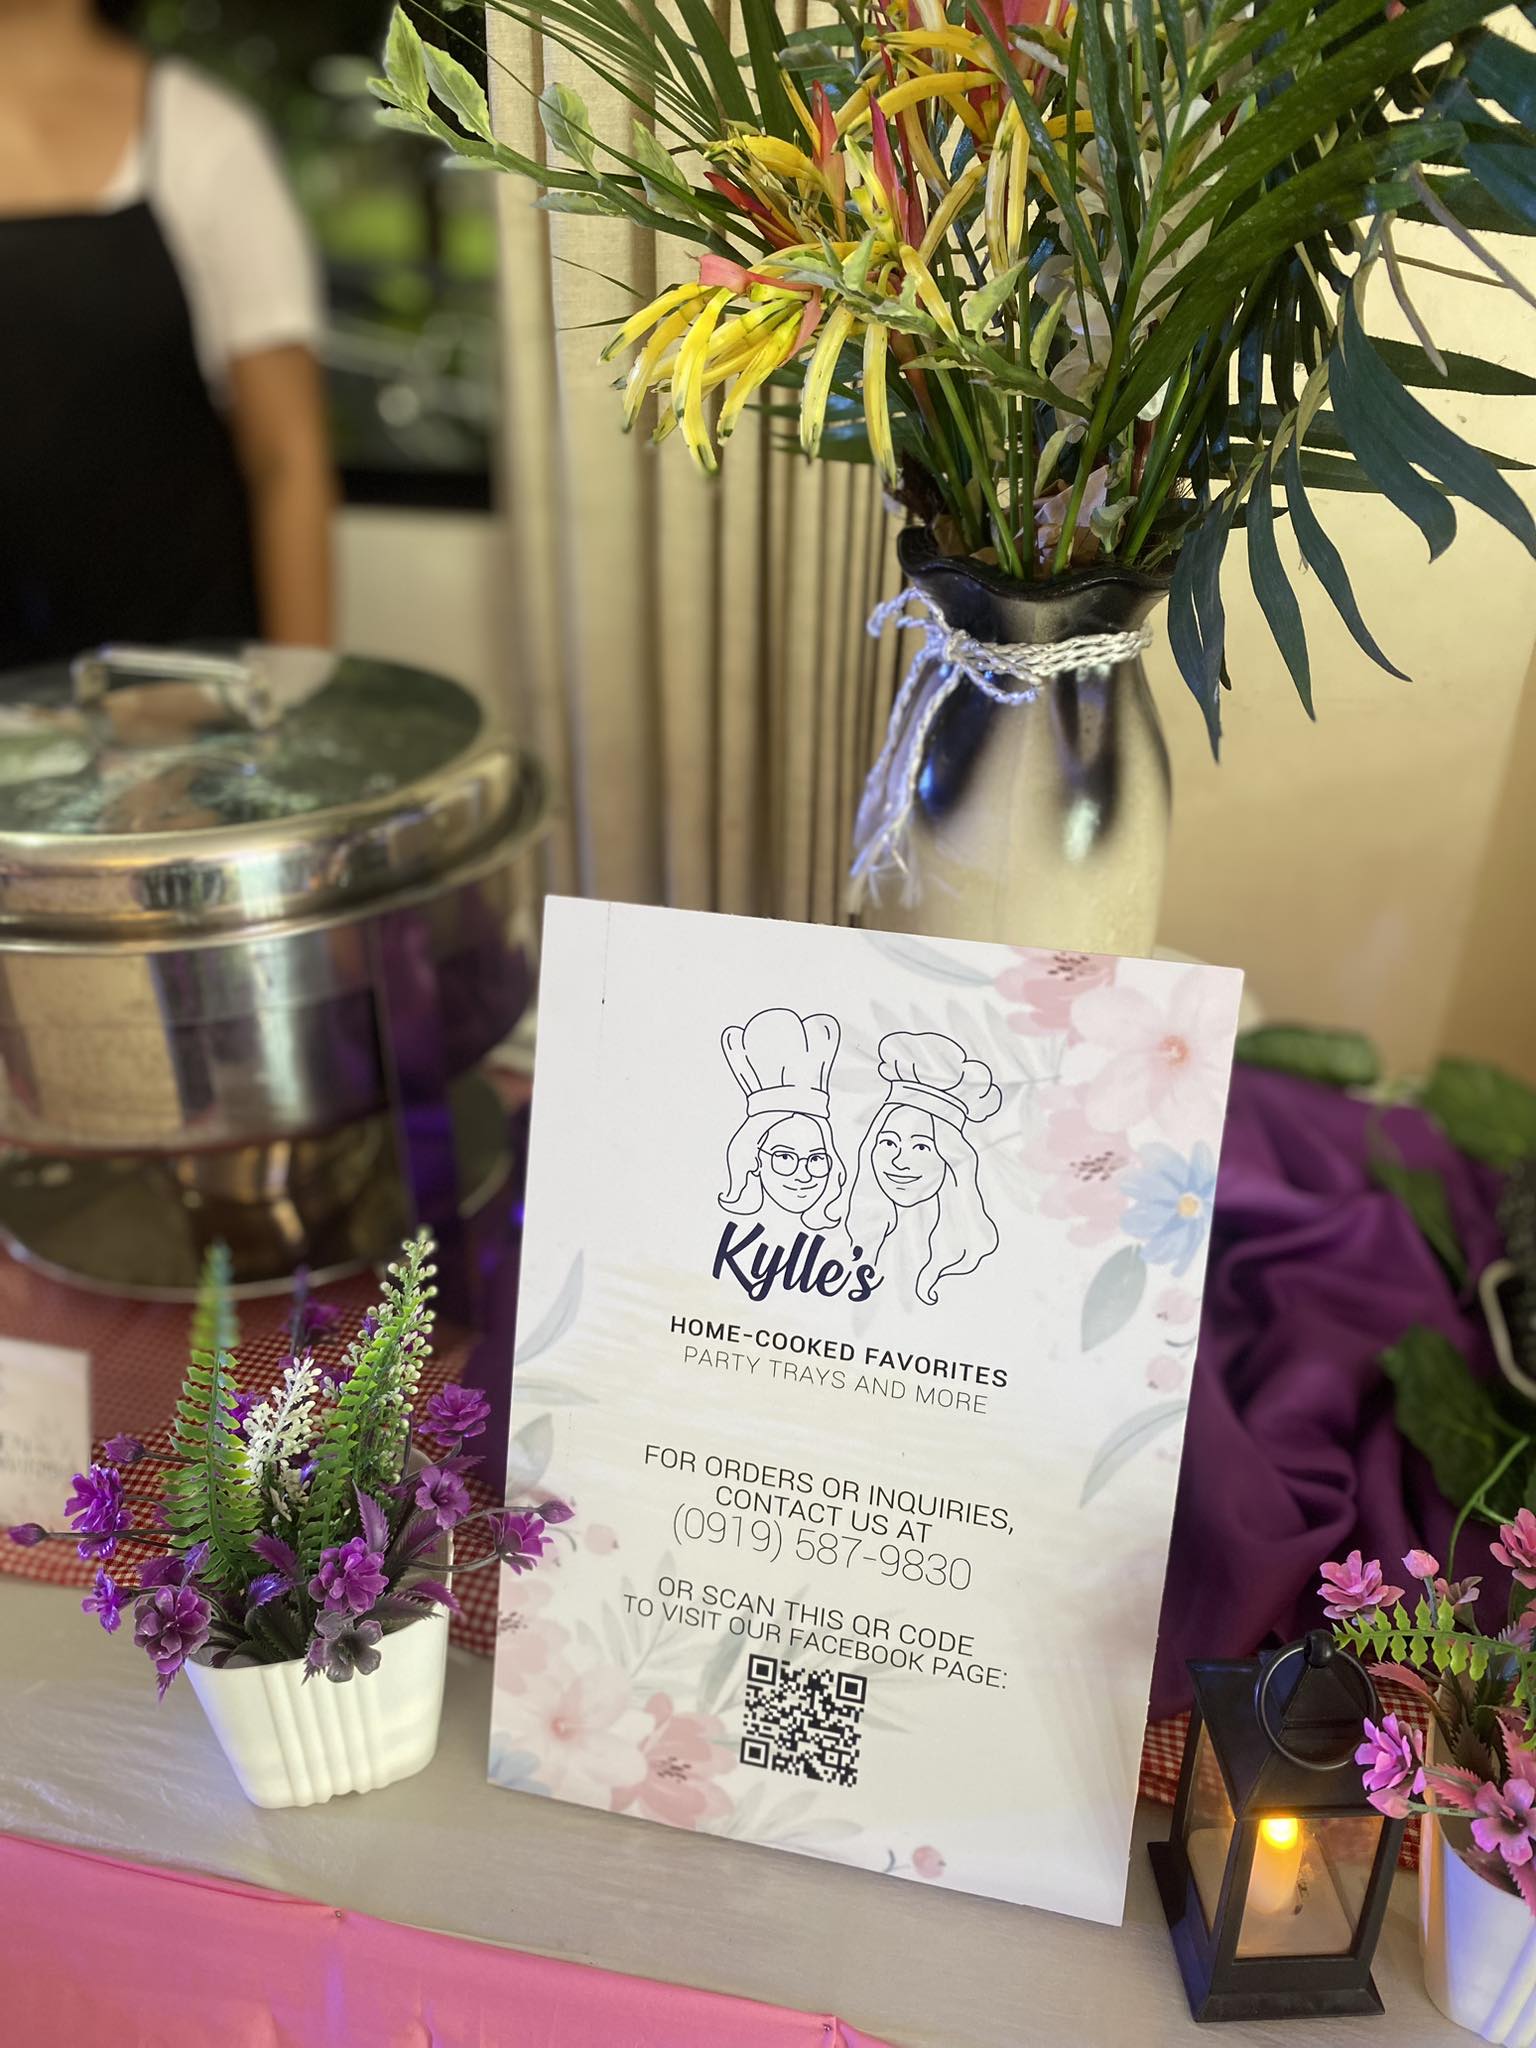 Kylle's
HOME-COOKED FAVORITES
PARTY TRAYS AND MORE
FOR ORDERS OR INQUIRIES,
CONTACT US AT
(0919) 587-9830
OR SCAN THIS QR CODE
TO VISIT OUR FACEBOOK PAGE: